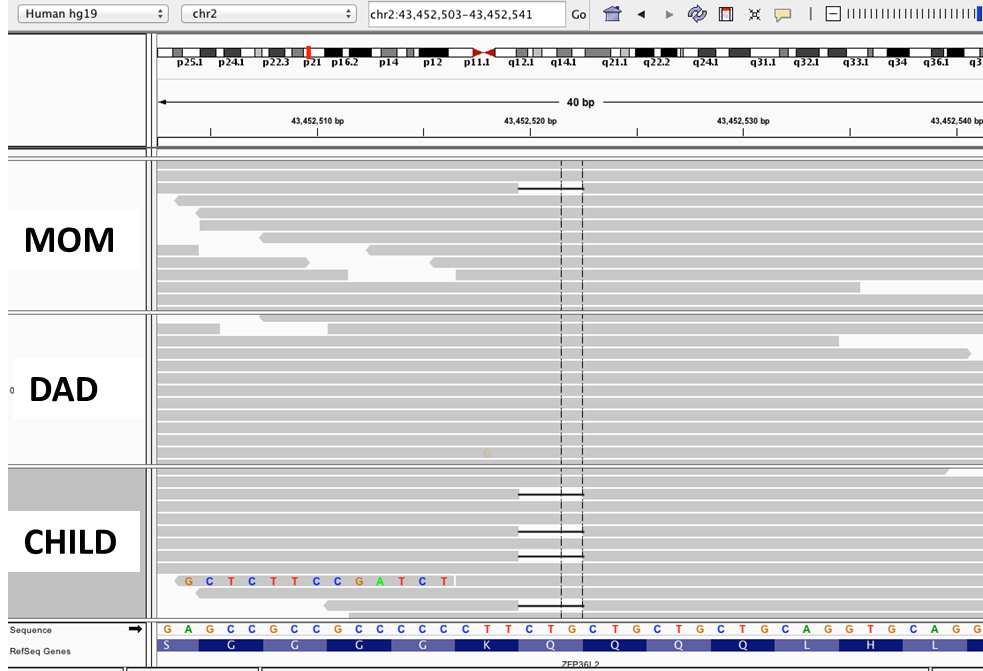 Human hg19
chr2
chr2:43,452,503-43,452,541
Go
p25.1 p24.1 p22.3 p21 p16.2 p14 p12 p11.1 q12.1 q14.1 q21.1 q22.2 q24.1 q31.1 q32.1 q33.1 q34 q36.1 q3
40 bp
43,452,510 bp 43,452,520 bp 43,452,530 bp 43,452,540 bp
MOM
0 DAD
G
CHILD
G C T C T T C C G A T C T
Sequence G A G C C G C C G C C C C C C T T C T G C T G C T G C T G C A G G T G C A G G
RefSeq Genes S G G G K Q Q Q Q L H L
ZFP36L2